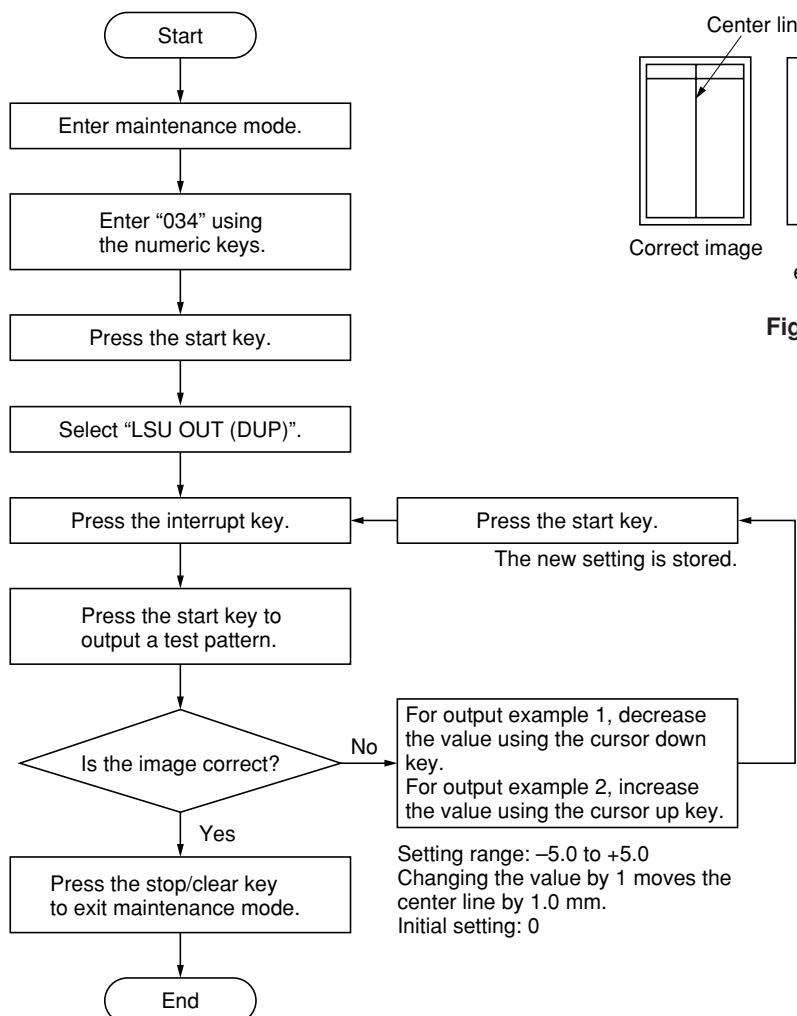 Start
Enter maintenance mode.
Enter “034” using
the numeric keys.
Press the start key.
Select “LSU OUT (DUP)”.
Press the interrupt key.
Press the start key.
The new setting is stored.
Press the start key to
output a test pattern.
Is the image correct?
No
Yes
For output example 1, decrease
the value using the cursor down
key.
For output example 2, increase
the value using the cursor up key.
Setting range: –5.0 to +5.0
Changing the value by 1 moves the
center line by 1.0 mm.
Initial setting: 0
Press the stop/clear key
to exit maintenance mode.
End
Center
Correct image